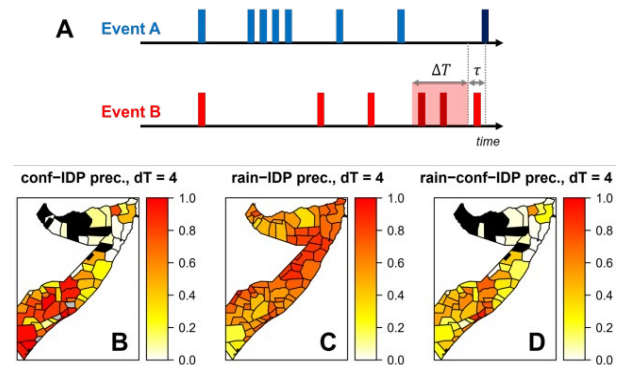 A
Event A
ΔT
τ
Event B
time
conf−IDP prec., dT = 4
rain−IDP prec., dT = 4
rain−conf−IDP prec., dT = 4
1.0
0.8
0.6
0.4
0.2
0.0
B
1.0
0.8
0.6
0.4
0.2
0.0
C
1.0
0.8
0.6
0.4
0.2
0.0
D